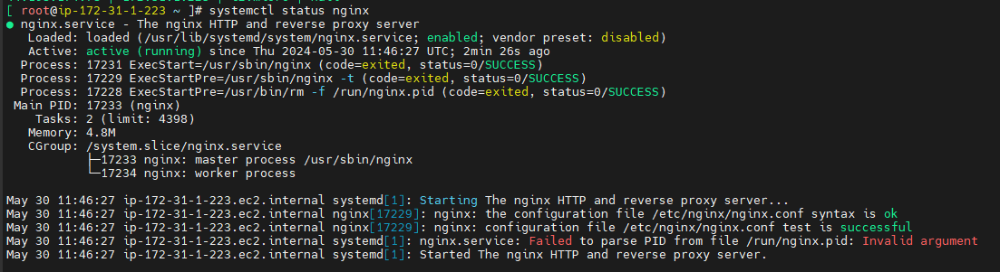 [ root@ip-172-31-1-223 ~ ]# systemctl status nginx
● nginx.service - The nginx HTTP and reverse proxy server
   Loaded: loaded (/usr/lib/systemd/system/nginx.service; enabled; vendor preset: disabled)
   Active: active (running) since Thu 2024-05-30 11:46:27 UTC; 2min 26s ago
  Process: 17231 ExecStart=/usr/sbin/nginx (code=exited, status=0/SUCCESS)
  Process: 17229 ExecStartPre=/usr/sbin/nginx -t (code=exited, status=0/SUCCESS)
  Process: 17228 ExecStartPre=/usr/bin/rm -f /run/nginx.pid (code=exited, status=0/SUCCESS)
 Main PID: 17233 (nginx)
    Tasks: 2 (limit: 4398)
   Memory: 4.8M
   CGroup: /system.slice/nginx.service
           ├─17233 nginx: master process /usr/sbin/nginx
           └─17234 nginx: worker process
May 30 11:46:27 ip-172-31-1-223.ec2.internal systemd[1]: Starting The nginx HTTP and reverse proxy server...
May 30 11:46:27 ip-172-31-1-223.ec2.internal nginx[17229]: nginx: the configuration file /etc/nginx/nginx.conf syntax is ok
May 30 11:46:27 ip-172-31-1-223.ec2.internal nginx[17229]: nginx: configuration file /etc/nginx/nginx.conf test is successful
May 30 11:46:27 ip-172-31-1-223.ec2.internal systemd[1]: nginx.service: Failed to parse PID from file /run/nginx.pid: Invalid argument
May 30 11:46:27 ip-172-31-1-223.ec2.internal systemd[1]: Started The nginx HTTP and reverse proxy server.